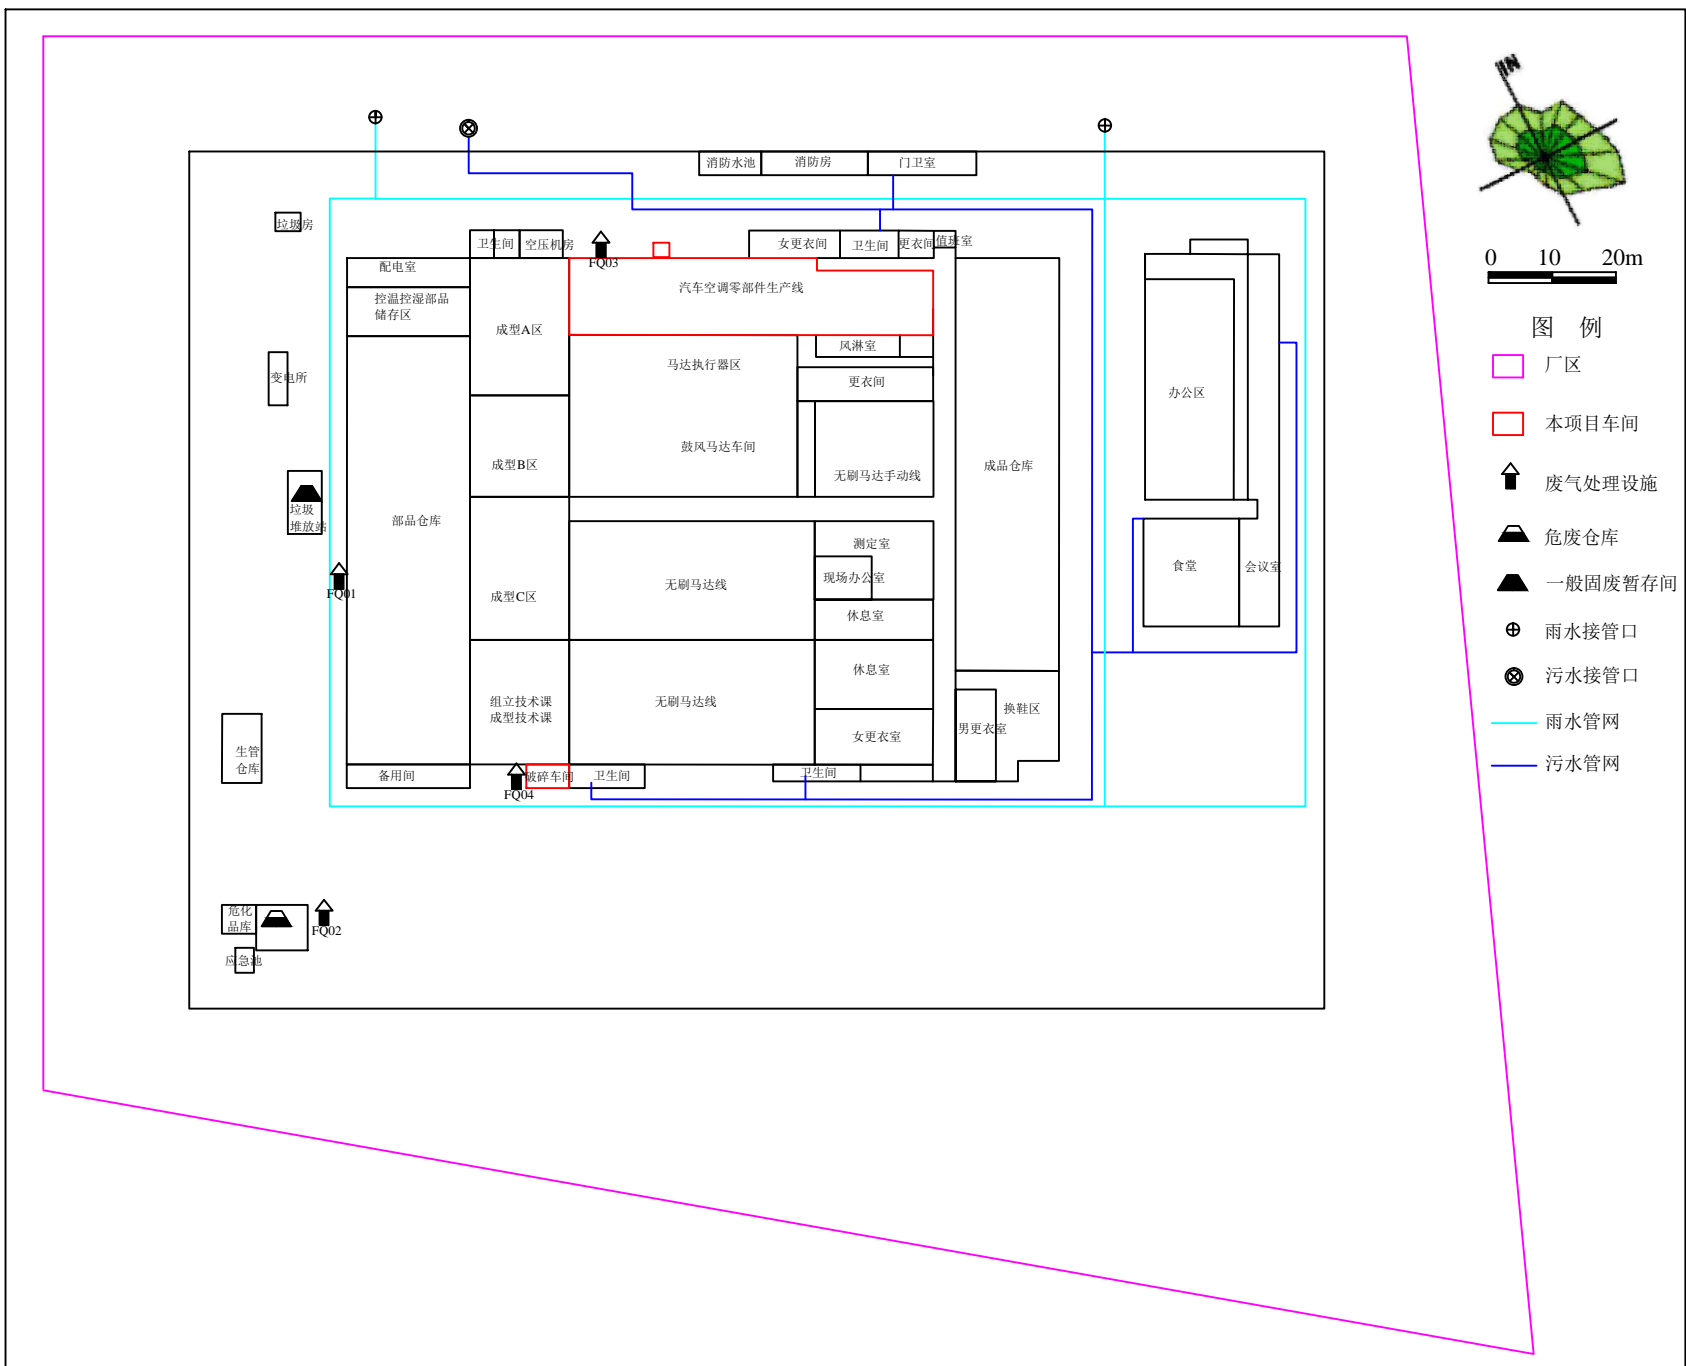 消防水池
消防房
门卫室
垃圾房
卫生间
空压机房
FQ03
女更衣间
卫生间
更衣间
值班室
配电室
控温控湿部品
储存区
成型A区
汽车空调零部件生产线
风淋室
马达执行器区
更衣间
变电所
办公区
鼓风马达车间
成型B区
无刷马达手动线
成品仓库
垃圾
堆放站
部品仓库
测定室
现场办公室
无刷马达线
食堂
会议室
FQ01
成型C区
休息室
休息室
组立技术课
成型技术课
无刷马达线
换鞋区
男更衣室
女更衣室
生管
仓库
备用间
破碎车间
卫生间
卫生间
FQ04
危化
品库
FQ02
应急池
N
0 10 20m
图 例
厂区
本项目车间
废气处理设施
危废仓库
一般固废暂存间
雨水接管口
污水接管口
雨水管网
污水管网